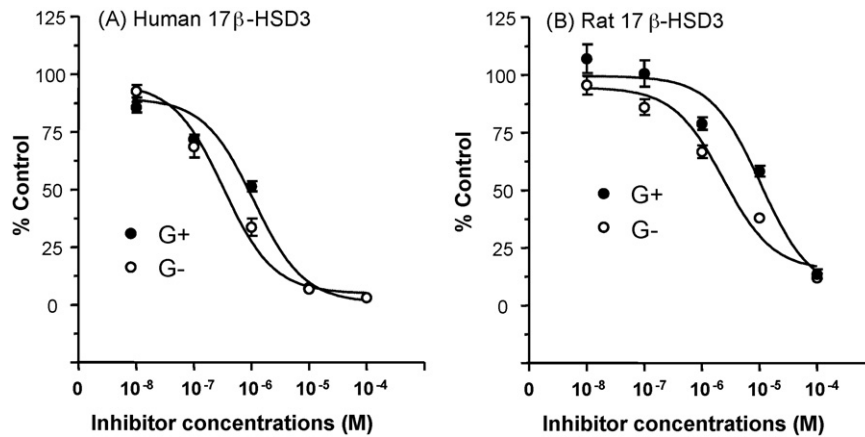 (A) Human 17β-HSD3
125
100
75
50
25
0
% Control
G+
G-
0 10⁻⁸ 10⁻⁷ 10⁻⁶ 10⁻⁵ 10⁻⁴
Inhibitor concentrations (M)
(B) Rat 17 β-HSD3
125
100
75
50
25
0
% Control
G+
G-
0 10⁻⁸ 10⁻⁷ 10⁻⁶ 10⁻⁵ 10⁻⁴
Inhibitor concentrations (M)